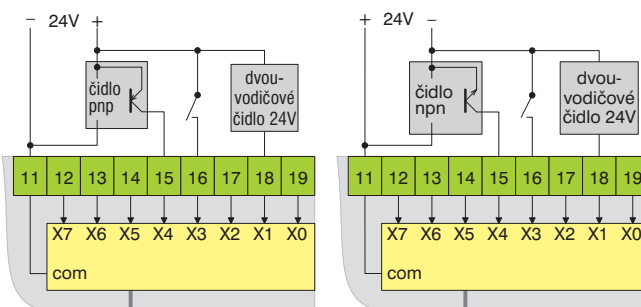 − 24V +
čidlo
pnp
dvou-
vodičové
čidlo 24V
11 12 13 14 15 16 17 18 19
X7 X6 X5 X4 X3 X2 X1 X0
com
+ 24V −
čidlo
npn
dvou-
vodičové
čidlo 24V
11 12 13 14 15 16 17 18 19
X7 X6 X5 X4 X3 X2 X1 X0
com